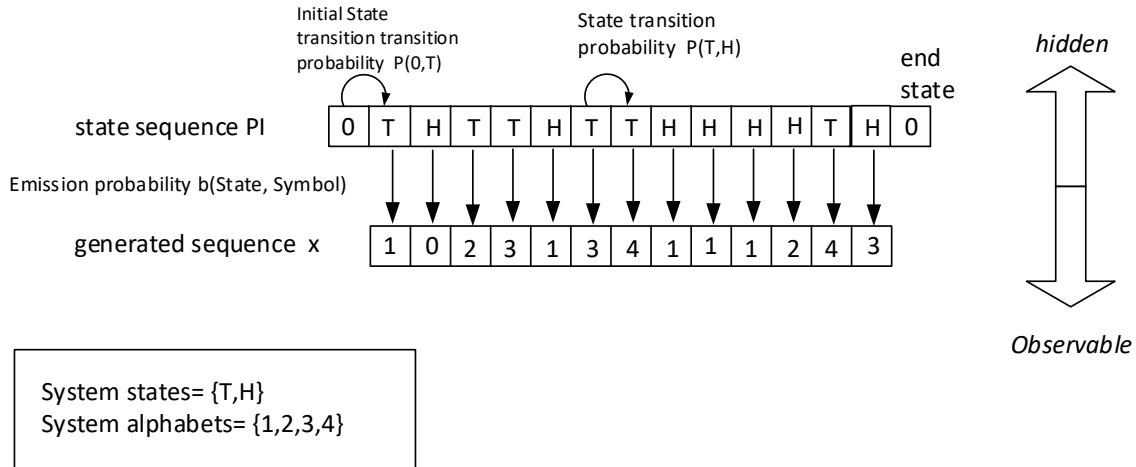 Initial State
transition transition
probability P(0,T)
State transition
probability P(T,H)
hidden
end
state
state sequence PI
0 T H T T H T T H H H H T H 0
Emission probability b(State, Symbol)
generated sequence x
1 0 2 3 1 3 4 1 1 1 2 4 3
Observable
System states= {T,H}
System alphabets= {1,2,3,4}